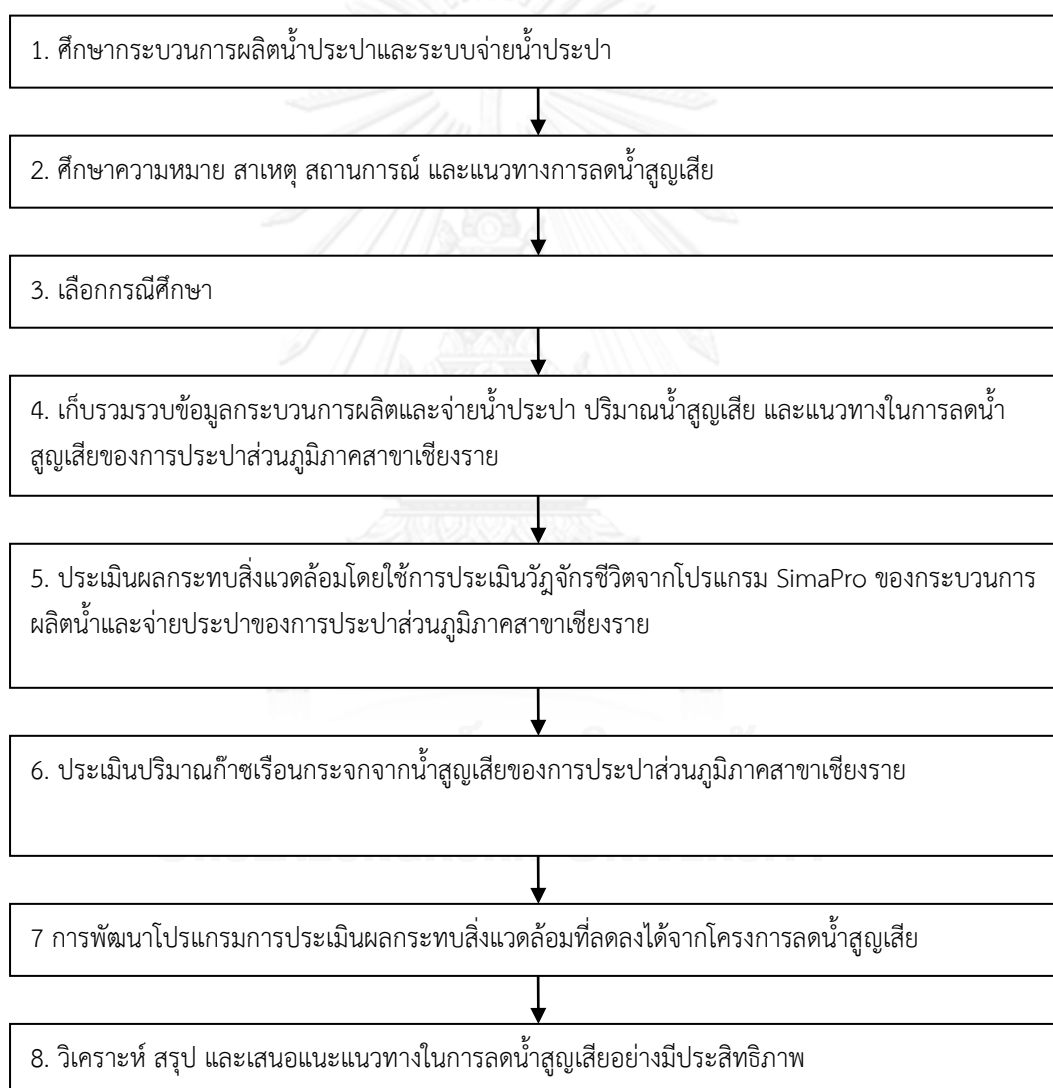 1. ศึกษากระบวนการผลิตน้ำประปาและระบบจ่ายน้ำประปา
2. ศึกษาความหมาย สาเหตุ สถานการณ์ และแนวทางการลดน้ำสูญเสีย
3. เลือกกรณีศึกษา
4. เก็บรวมรวบข้อมูลกระบวนการผลิตและจ่ายน้ำประปา ปริมาณน้ำสูญเสีย และแนวทางในการลดน้ำ
สูญเสียของการประปาส่วนภูมิภาคสาขาเชียงราย
5. ประเมินผลกระทบสิ่งแวดล้อมโดยใช้การประเมินวัฎจักรชีวิตจากโปรแกรม SimaPro ของกระบวนการ
ผลิตน้ำและจ่ายประปาของการประปาส่วนภูมิภาคสาขาเชียงราย
6. ประเมินปริมาณก๊าซเรือนกระจกจากน้ำสูญเสียของการประปาส่วนภูมิภาคสาขาเชียงราย
7 การพัฒนาโปรแกรมการประเมินผลกระทบสิ่งแวดล้อมที่ลดลงได้จากโครงการลดน้ำสูญเสีย
8. วิเคราะห์ สรุป และเสนอแนะแนวทางในการลดน้ำสูญเสียอย่างมีประสิทธิภาพ